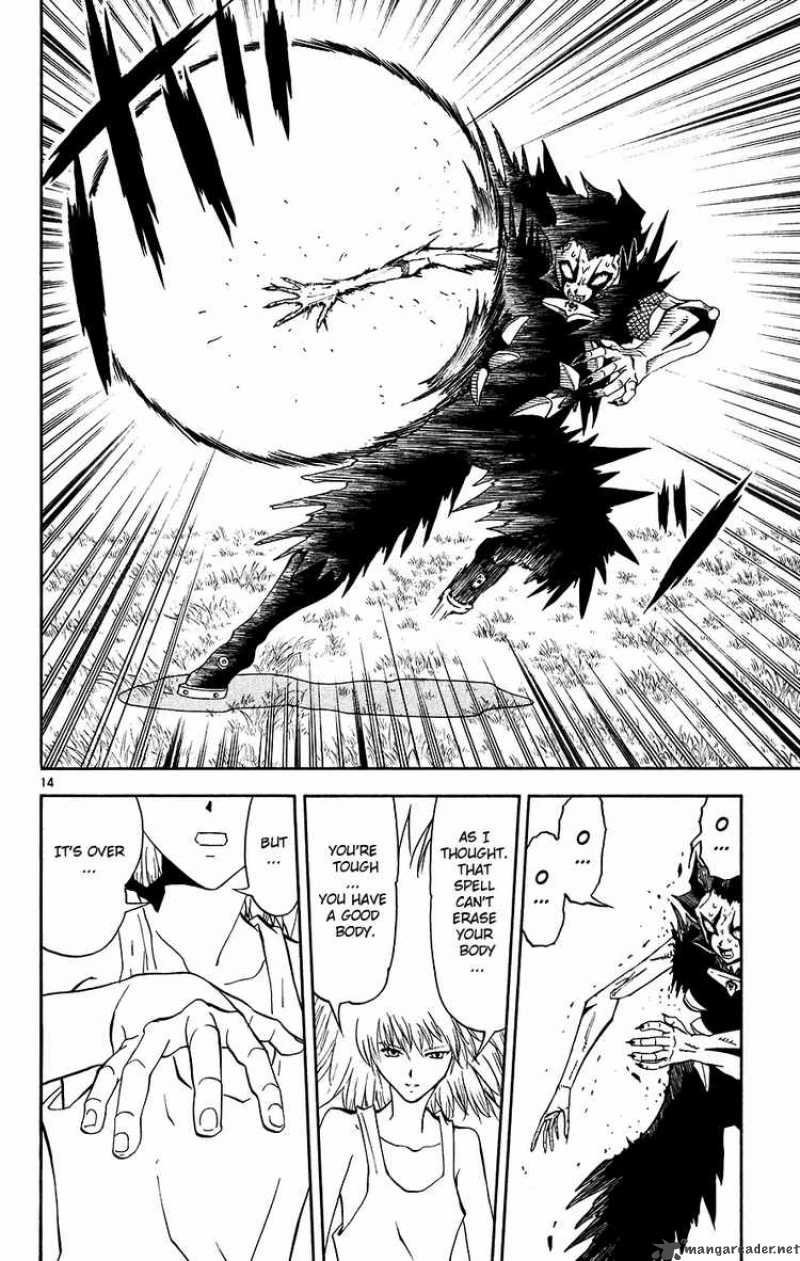 14
O
...
O
...
AS I
THOUGHT.
THAT
SPELL
CAN'T
ERASE
YOUR
BODY
...
YOU'RE
TOUGH
...
YOU HAVE
A GOOD
BODY.
BUT
...
IT'S OVER
...
mangareader.net